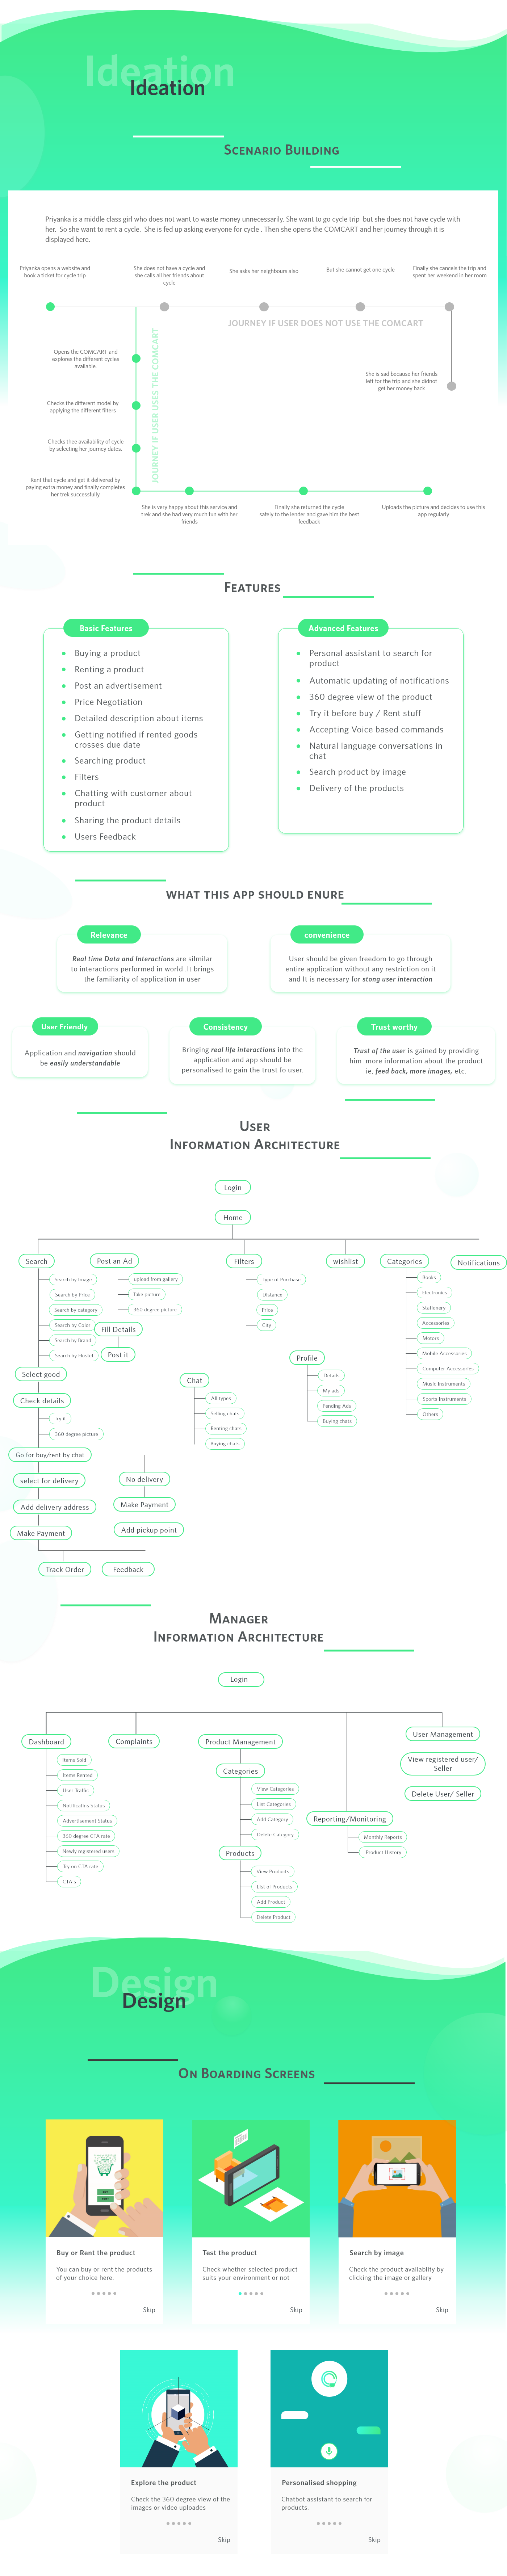 Ideation
Ideation
SCENARIO BUILDING
Priyanka is a middle class girl who does not want to waste money unnecessarily. She want to go cycle trip but she does not have cycle with
her. So she want to rent a cycle. She is fed up asking everyone for cycle . Then she opens the COMCART and her journey through it is
displayed here.
Priyanka opens a website and
book a ticket for cycle trip
She does not have a cycle and
she calls all her friends about
cycle
She asks her neighbours also
But she cannot get one cycle
Finally she cancels the trip and
spent her weekend in her room
JOURNEY IF USER DOES NOT USE THE COMCART
JOURNEY IF USER USES THE COMCART
Opens the COMCART and
explores the different cycles
available.
She is sad because her friends
left for the trip and she didnot
get her money back
Checks the different model by
applying the different filters
Checks thee availability of cycle
by selecting her journey dates.
Rent that cycle and get it delivered by
paying extra money and finally completes
her trek successfully
She is very happy about this service and
trek and she had very much fun with her
friends
Finally she returned the cycle
safely to the lender and gave him the best
feedback
Uploads the picture and decides to use this
app regularly
FEATURES
Basic Features
Buying a product
Renting a product
Post an advertisement
Price Negotiation
Detailed description about items
Getting notified if rented goods
crosses due date
Searching product
Filters
Chatting with customer about
product
Sharing the product details
Users Feedback
Advanced Features
Personal assistant to search for
product
Automatic updating of notifications
360 degree view of the product
Try it before buy / Rent stuff
Accepting Voice based commands
Natural language conversations in
chat
Search product by image
Delivery of the products
WHAT THIS APP SHOULD ENURE
Relevance
Real time Data and Interactions are silmilar
to interactions performed in world .It brings
the familiarity of application in user
convenience
User should be given freedom to go through
entire application without any restriction on it
and It is necessary for stong user interaction
User Friendly
Application and navigation should
be easily understandable
Consistency
Bringing real life interactions into the
application and app should be
personalised to gain the trust fo user.
Trust worthy
Trust of the user is gained by providing
him more information about the product
ie, feed back, more images, etc.
USER
INFORMATION ARCHITECTURE
Login
Home
Search
Post an Ad
Filters
wishlist
Categories
Notifications
Search by Image
Search by Price
Search by category
Search by Color
Search by Brand
Search by Hostel
upload from gallery
Take picture
360 degree picture
Fill Details
Post it
Type of Purchase
Distance
Price
City
Books
Electronics
Stationery
Accessories
Motors
Mobile Accessories
Computer Accessories
Music Instruments
Sports Instruments
Others
Profile
Details
My ads
Pending Ads
Buying chats
Chat
All types
Selling chats
Renting chats
Buying chats
Select good
Check details
Try it
360 degree picture
Go for buy/rent by chat
select for delivery
Add delivery address
Make Payment
No delivery
Make Payment
Add pickup point
Track Order
Feedback
MANAGER
INFORMATION ARCHITECTURE
Login
Dashboard
Complaints
Product Management
User Management
Items Sold
Items Rented
User Traffic
Notification Status
Advertisement Status
360 degree CTA rate
Newly registered users
Try on CTA rate
CTA's
Categories
View Categories
List Categories
Add Category
Delete Category
Products
View Products
List of Products
Add Product
Delete Product
Reporting/Monitoring
Monthly Reports
Product History
View registered user/
Seller
Delete User/ Seller
Design
Design
ON BOARDING SCREENS
BUY
RENT
Buy or Rent the product
You can buy or rent the products
of your choice here.
Skip
Test the product
Check whether selected product
suits your environment or not
Skip
Search by image
Check the product availablity by
clicking the image or gallery
Skip
Explore the product
Check the 360 degree view of the
images or video uploades
Skip
Personalised shopping
Chatbot assistant to search for
products.
Skip